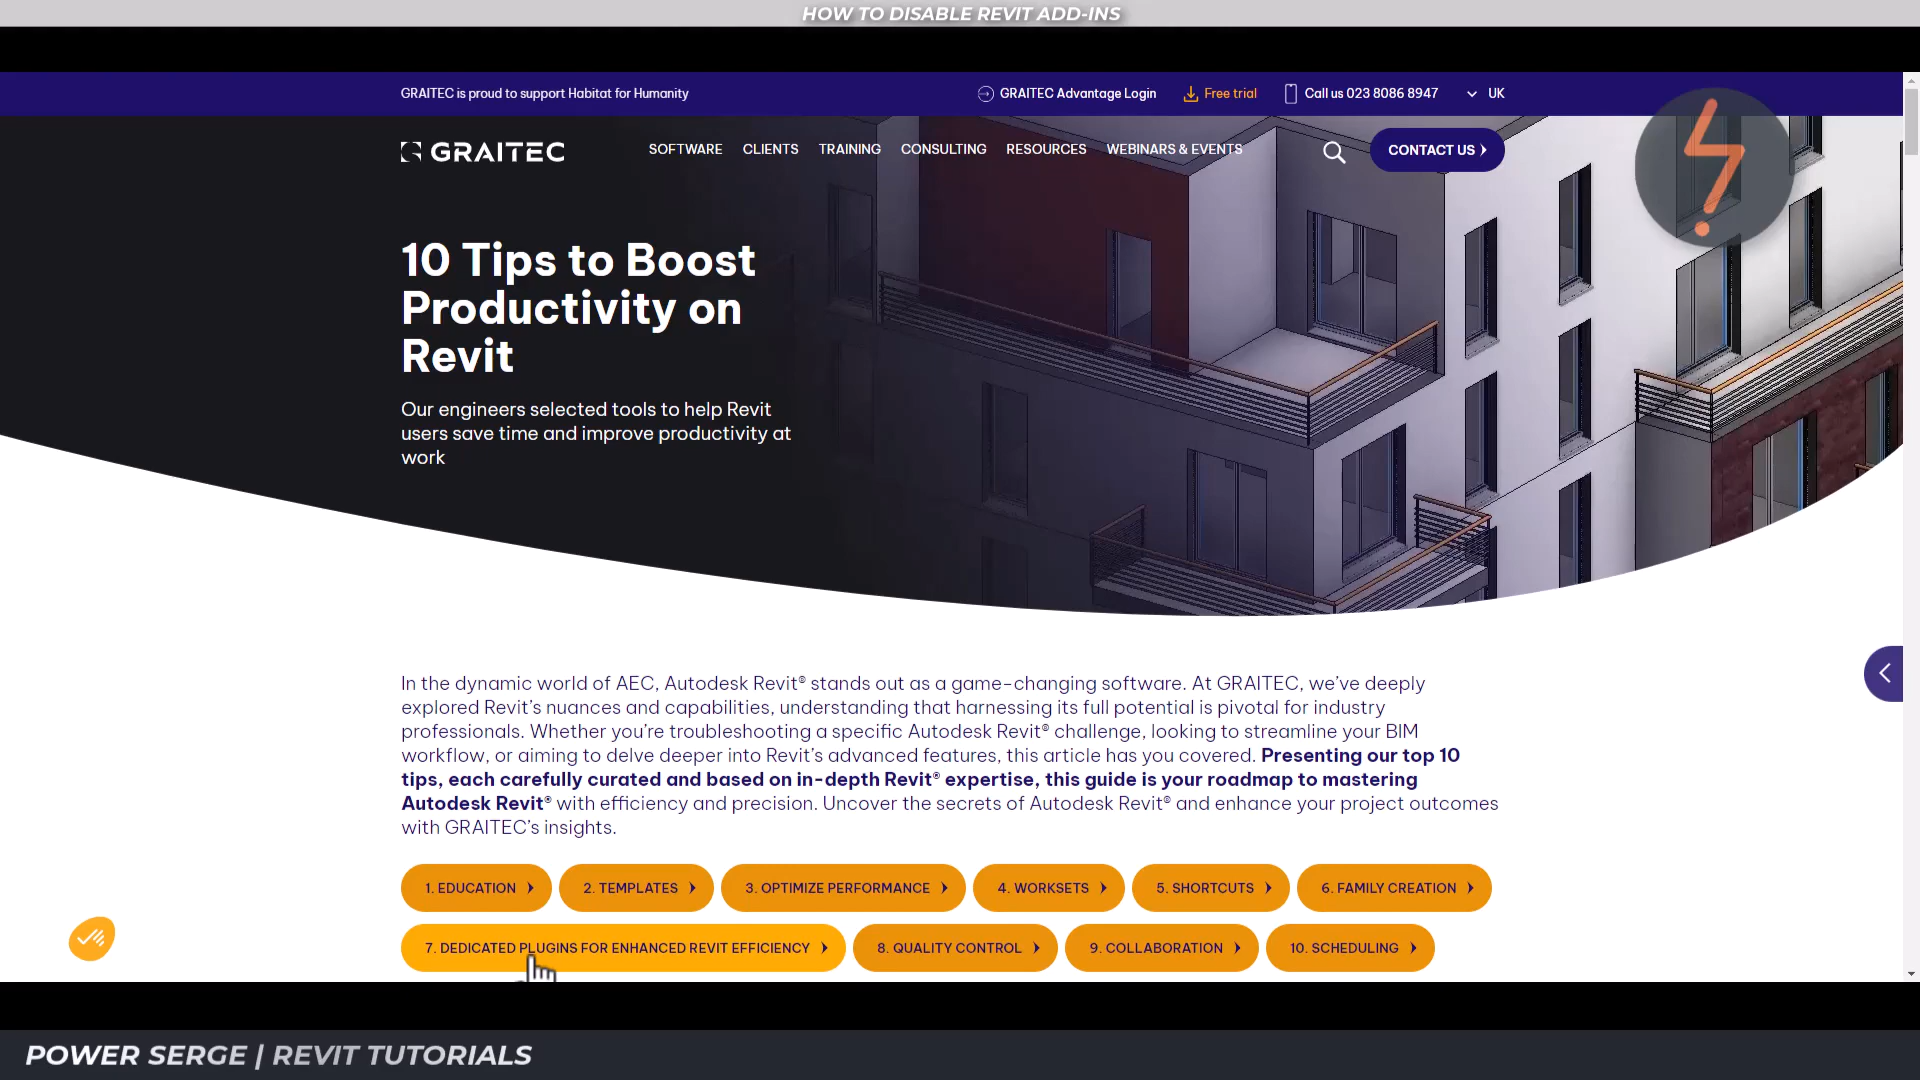 HOW TO DISABLE REVIT ADD-INS
GRAITEC is proud to support Habitat for Humanity
GRAITEC Advantage Login
Free trial
Call us 023 8086 8947
UK
GRAITEC
SOFTWARE
CLIENTS
TRAINING
CONSULTING
RESOURCES
WEBINARS & EVENTS
CONTACT US
10 Tips to Boost
Productivity on
Revit
Our engineers selected tools to help Revit
users save time and improve productivity at
work
In the dynamic world of AEC, Autodesk Revit® stands out as a game-changing software. At GRAITEC, we’ve deeply
explored Revit’s nuances and capabilities, understanding that harnessing its full potential is pivotal for industry
professionals. Whether you’re troubleshooting a specific Autodesk Revit® challenge, looking to streamline your BIM
workflow, or aiming to delve deeper into Revit’s advanced features, this article has you covered. Presenting our top 10
tips, each carefully curated and based on in-depth Revit® expertise, this guide is your roadmap to mastering
Autodesk Revit® with efficiency and precision. Uncover the secrets of Autodesk Revit® and enhance your project outcomes
with GRAITEC’s insights.
1. EDUCATION
2. TEMPLATES
3. OPTIMIZE PERFORMANCE
4. WORKSETS
5. SHORTCUTS
6. FAMILY CREATION
7. DEDICATED PLUGINS FOR ENHANCED REVIT EFFICIENCY
8. QUALITY CONTROL
9. COLLABORATION
10. SCHEDULING
POWER SERGE | REVIT TUTORIALS